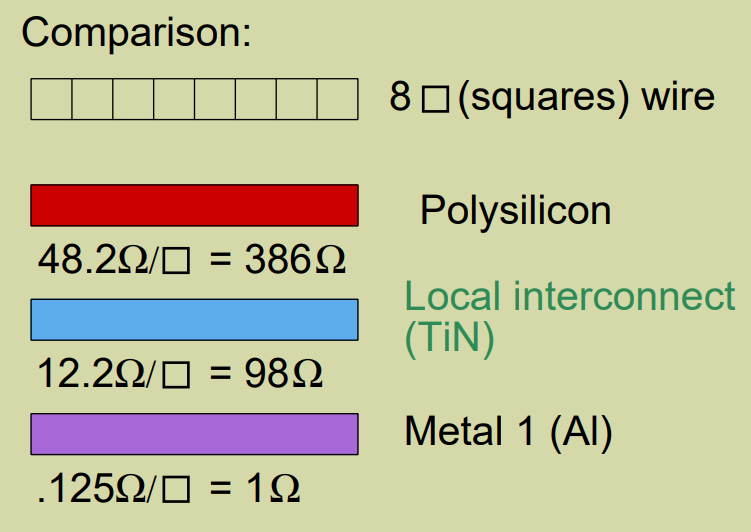 Comparison:
8 □ (squares) wire
Polysilicon
48.2Ω/□ = 386Ω
Local interconnect
(TiN)
12.2Ω/□ = 98Ω
Metal 1 (Al)
.125Ω/□ = 1Ω